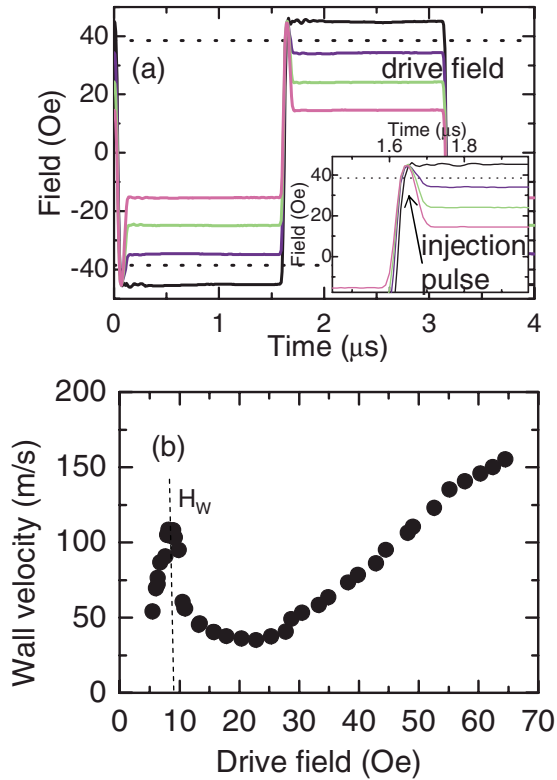 40
20
0
-20
-40
Field (Oe)
(a)
drive field
Time (μs)
1.6
1.8
40
20
0
Field (Oe)
injection
pulse
0
1
2
3
4
Time (μs)
200
150
100
50
0
Wall velocity (m/s)
(b)
H_W
0
10
20
30
40
50
60
70
Drive field (Oe)